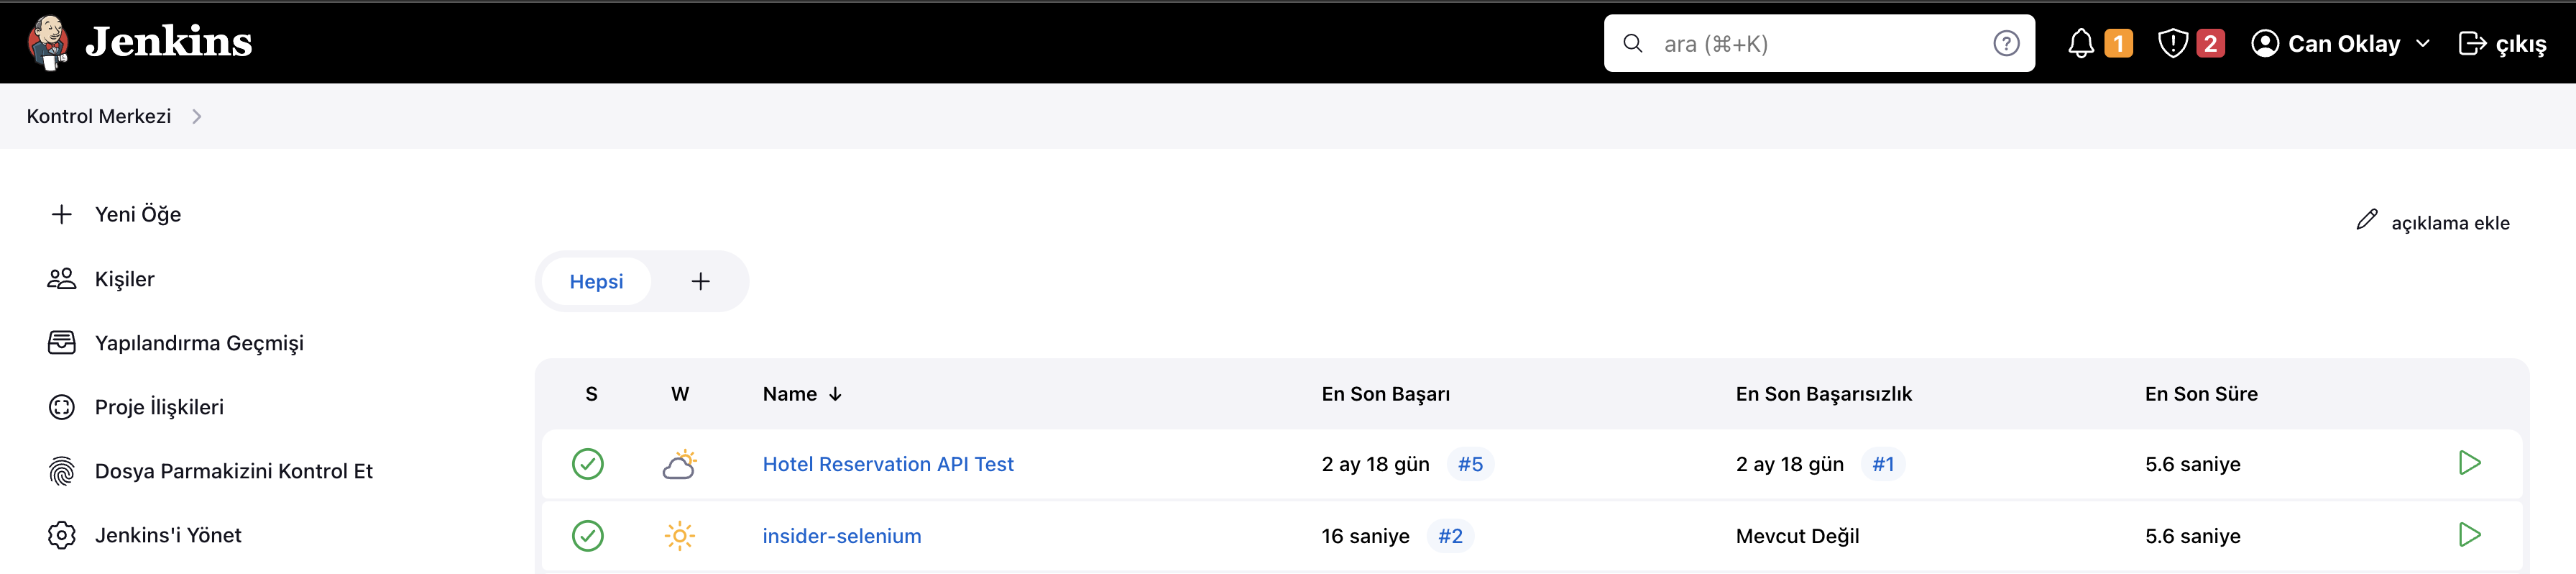 Jenkins
ara (⌘+K)
1
2
Can Oklay
çıkış
Kontrol Merkezi
Yeni Öğe
Kişiler
Yapılandırma Geçmişi
Proje İlişkileri
Dosya Parmakizini Kontrol Et
Jenkins'i Yönet
açıklama ekle
Hepsi
S W Name ↓ En Son Başarı En Son Başarısızlık En Son Süre
Hotel Reservation API Test 2 ay 18 gün #5 2 ay 18 gün #1 5.6 saniye
insider-selenium 16 saniye #2 Mevcut Değil 5.6 saniye